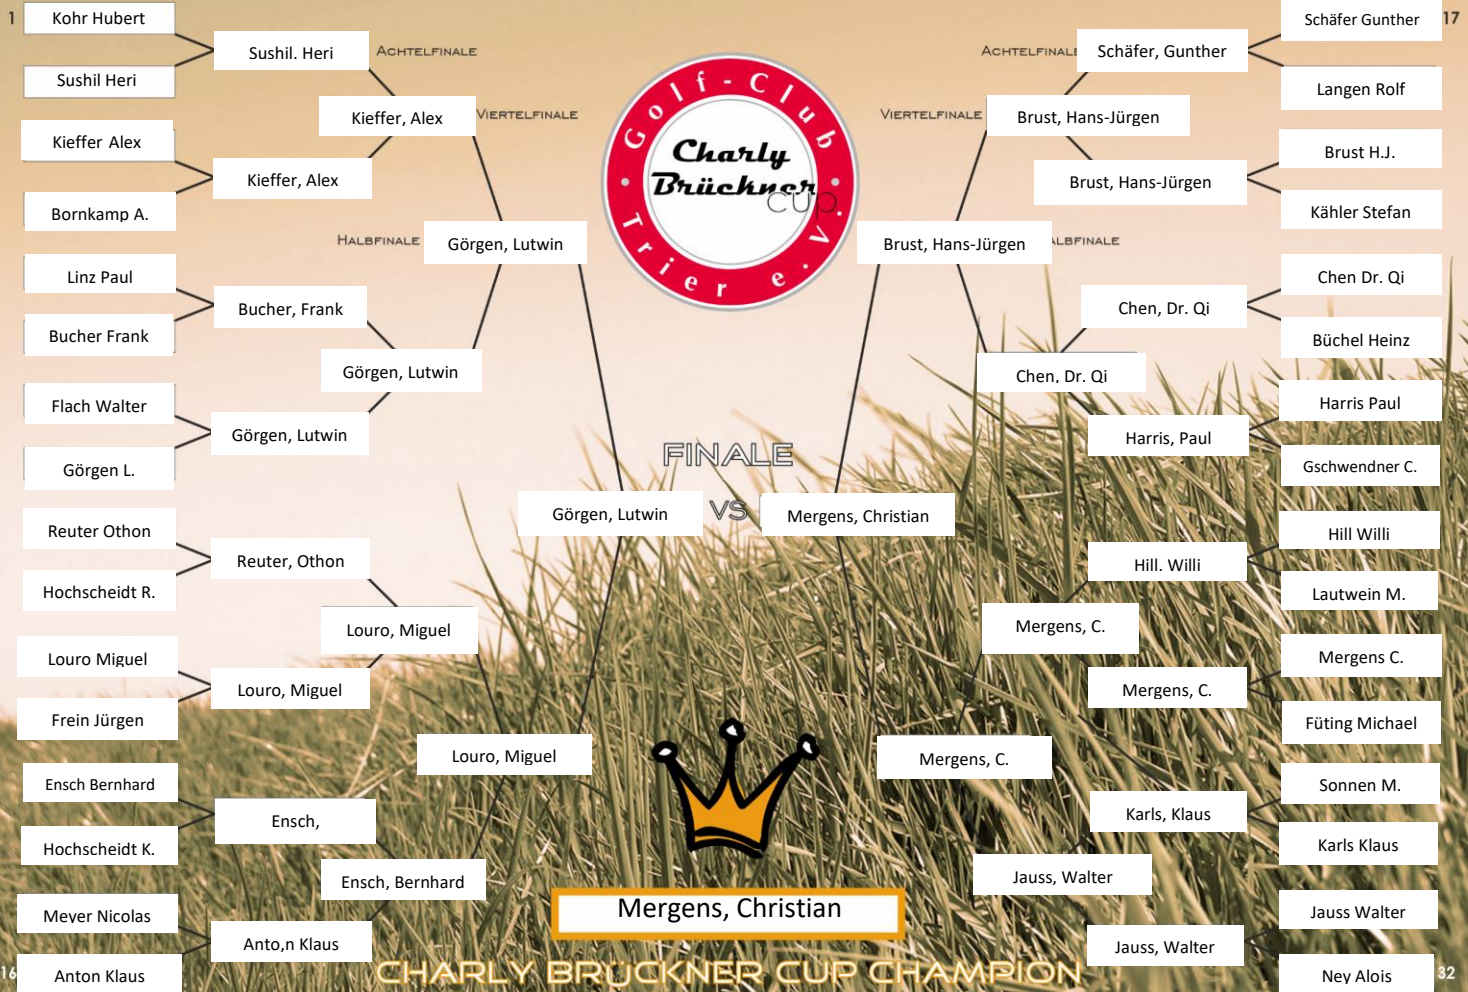 1
Kohr Hubert
Sushil Heri
Kieffer Alex
Bornkamp A.
Linz Paul
Bucher Frank
Flach Walter
Görgen L.
Reuter Othon
Hochscheidt R.
Louro Miguel
Frein Jürgen
Ensch Bernhard
Hochscheidt K.
Meyer Nicolas
16
Anton Klaus
Sushil. Heri
Kieffer, Alex
Bucher, Frank
Görgen, Lutwin
Reuter, Othon
Louro, Miguel
Ensch,
Anto,n Klaus
ACHTELFINALE
Kieffer, Alex
Görgen, Lutwin
Louro, Miguel
Ensch, Bernhard
VIERTELFINALE
HALBFINALE
Görgen, Lutwin
Louro, Miguel
Golf-Club
Charly
Brückner
CUP
Trier e.V.
FINALE
Görgen, Lutwin
VS
Mergens, Christian
Mergens, Christian
CHARLY BRÜCKNER CUP CHAMPION
Brust, Hans-Jürgen
ALBFINALE
Mergens, C.
VIERTELFINALE
Brust, Hans-Jürgen
Chen, Dr. Qi
Mergens, C.
Jauss, Walter
ACHTELFINALE
Schäfer, Gunther
Brust, Hans-Jürgen
Chen, Dr. Qi
Harris, Paul
Hill. Willi
Mergens, C.
Karls, Klaus
Jauss, Walter
Schäfer Gunther
17
Langen Rolf
Brust H.J.
Kähler Stefan
Chen Dr. Qi
Büchel Heinz
Harris Paul
Gschwendner C.
Hill Willi
Lautwein M.
Mergens C.
Füting Michael
Sonnen M.
Karls Klaus
Jauss Walter
Ney Alois
32